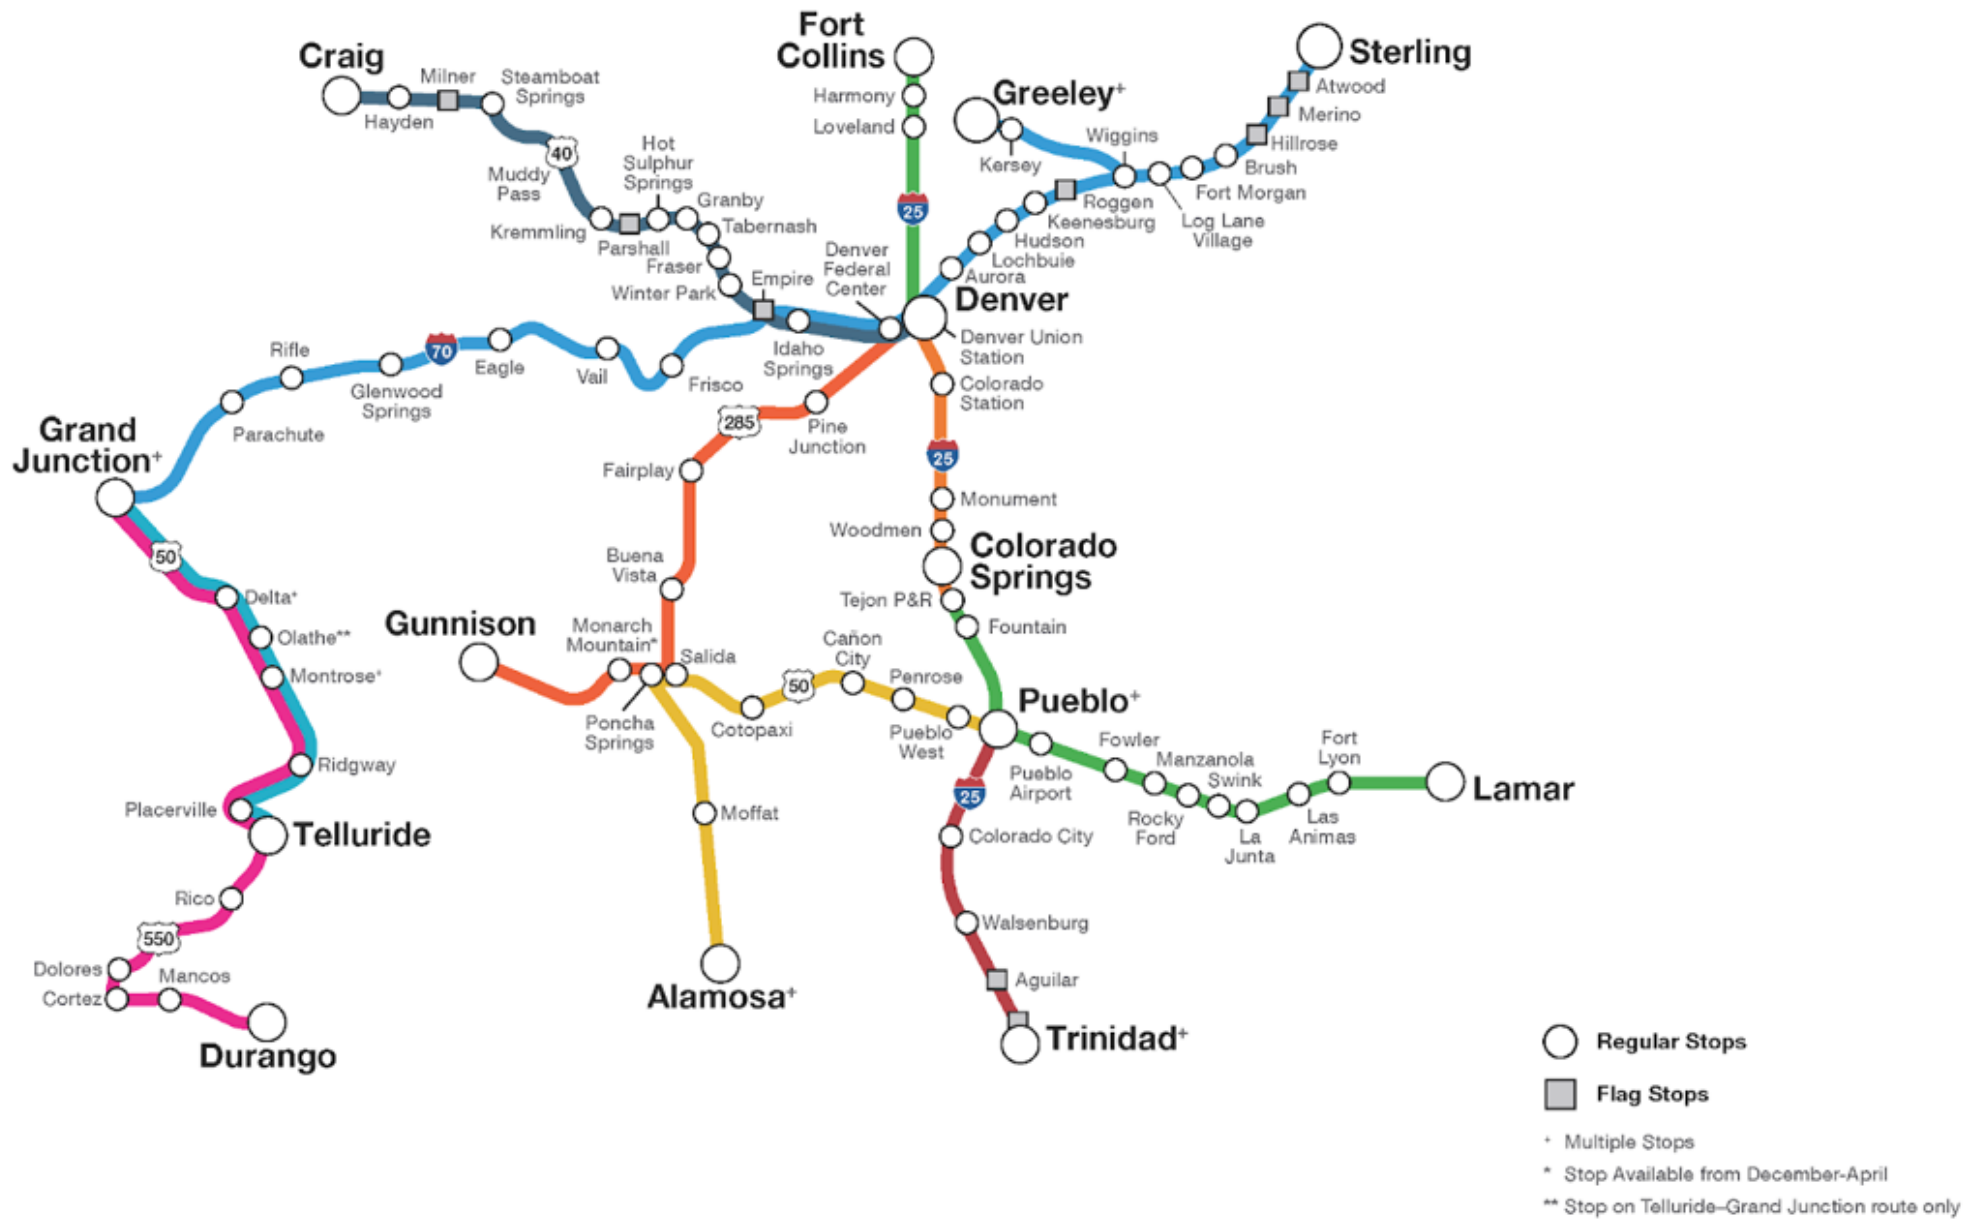 Craig
Hayden
Milner
Steamboat
Springs
40
Muddy
Pass
Kremmling
Parshall
Hot
Sulphur
Springs
Granby
Tabernash
Fraser
Winter Park
Empire
Idaho
Springs
Denver
Federal
Center
Fort
Collins
Harmony
Loveland
25
Greeley+
Kersey
Wiggins
Sterling
Atwood
Merino
Hillrose
Brush
Fort Morgan
Log Lane
Village
Roggen
Keenesburg
Hudson
Lochbuie
Aurora
Denver
Denver Union
Station
Colorado
Station
25
Monument
Woodmen
Colorado
Springs
Tejon P&R
Fountain
Grand
Junction+
Parachute
Rifle
Glenwood
Springs
70
Eagle
Vail
Frisco
285
Pine
Junction
Fairplay
Buena
Vista
Gunnison
Monarch
Mountain*
Salida
Poncha
Springs
Cotopaxi
50
Cañon
City
Penrose
Pueblo
West
Pueblo+
Pueblo
Airport
Fowler
Manzanola
Rocky
Ford
Swink
La
Junta
Las
Animas
Fort
Lyon
Lamar
25
Colorado City
Walsenburg
Aguilar
Trinidad+
Moffat
Alamosa+
50
Delta+
Olathe**
Montrose+
Ridgway
Placerville
Telluride
Rico
550
Dolores
Cortez
Mancos
Durango
Regular Stops
Flag Stops
+ Multiple Stops
* Stop Available from December-April
** Stop on Telluride–Grand Junction route only